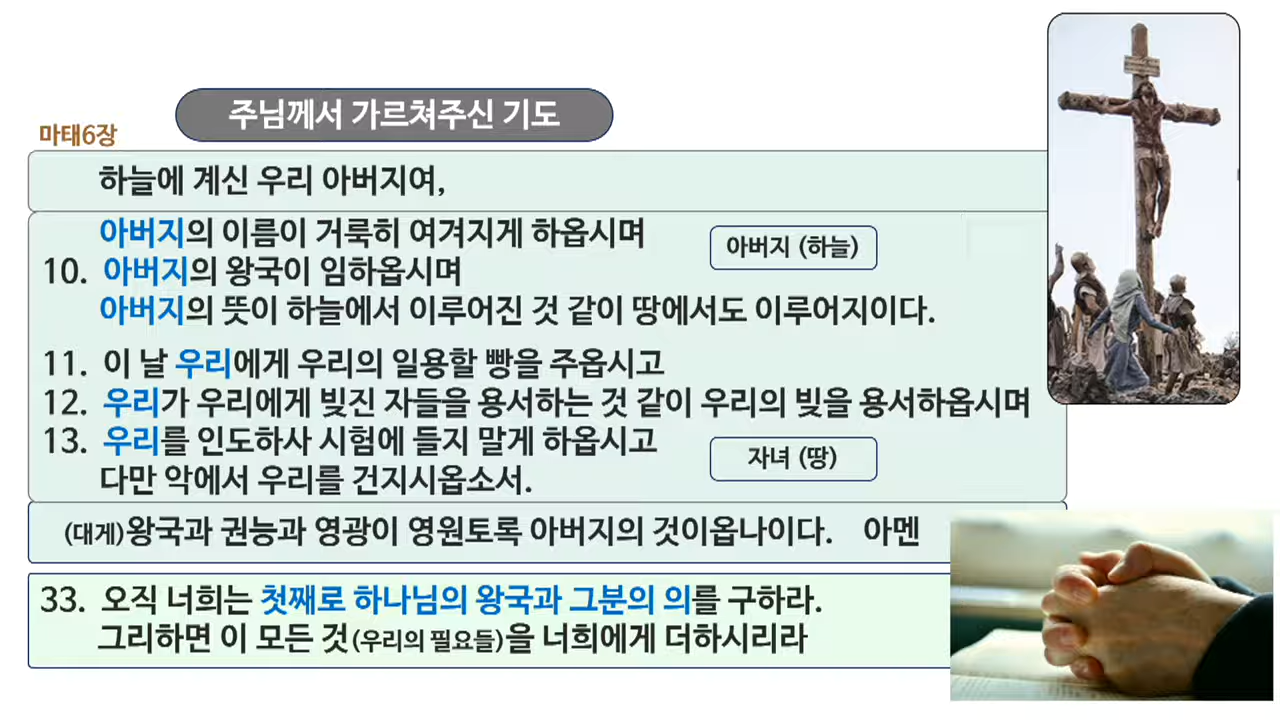 주님께서 가르쳐주신 기도
마태6장
하늘에 계신 우리 아버지여,
아버지의 이름이 거룩히 여겨지게 하옵시며
아버지 (하늘)
10. 아버지의 왕국이 임하옵시며
아버지의 뜻이 하늘에서 이루어진 것 같이 땅에서도 이루어지이다.
11. 이 날 우리에게 우리의 일용할 빵을 주옵시고
12. 우리가 우리에게 빚진 자들을 용서하는 것 같이 우리의 빚을 용서하옵시며
13. 우리를 인도하사 시험에 들지 말게 하옵시고
자녀 (땅)
다만 악에서 우리를 건지시옵소서.
(대게)왕국과 권능과 영광이 영원토록 아버지의 것이옵나이다. 아멘
33. 오직 너희는 첫째로 하나님의 왕국과 그분의 의를 구하라.
그리하면 이 모든 것(우리의 필요들)을 너희에게 더하시리라